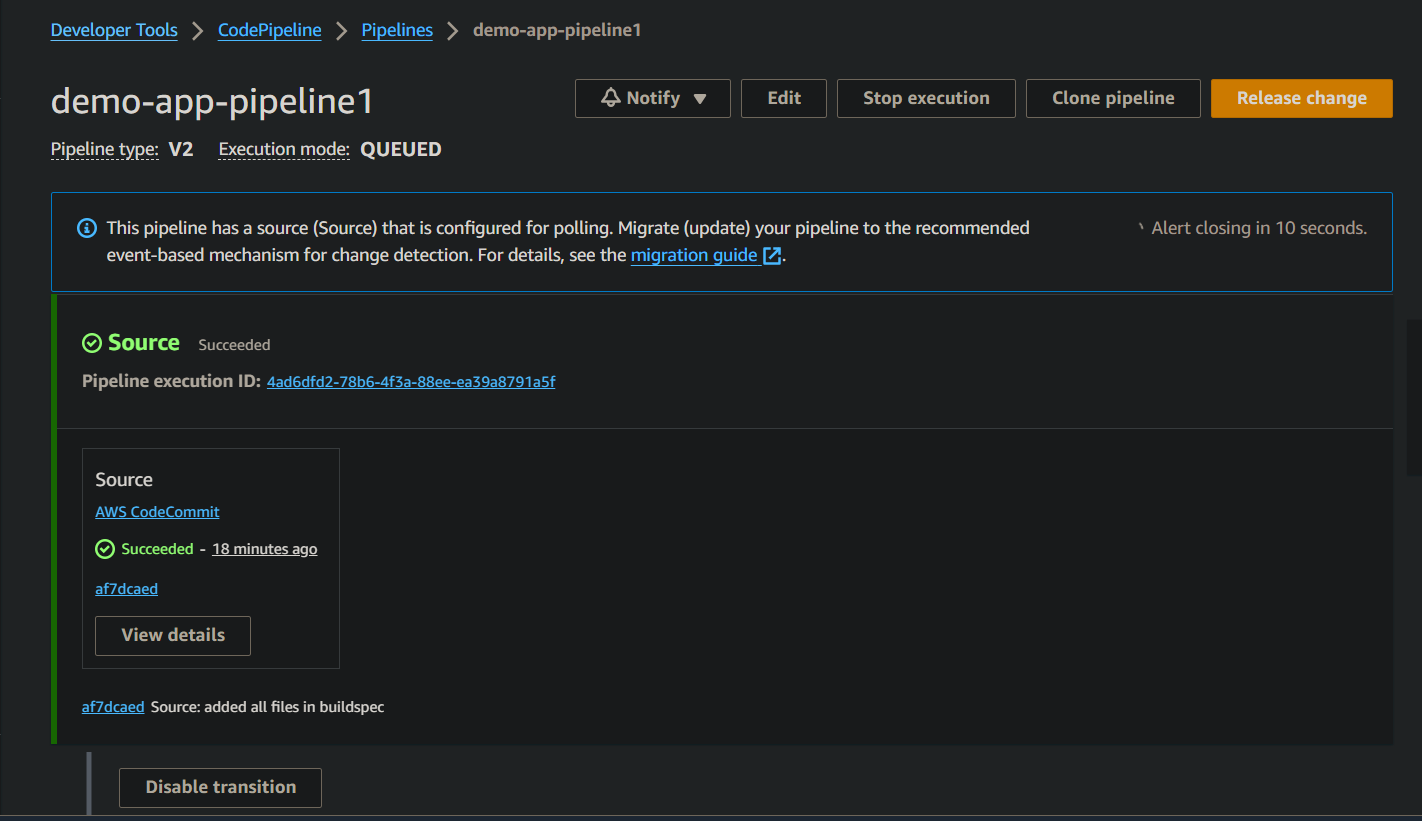 Developer Tools > CodePipeline > Pipelines > demo-app-pipeline1
demo-app-pipeline1
Notify ▼ Edit Stop execution Clone pipeline Release change
Pipeline type: V2 Execution mode: QUEUED
This pipeline has a source (Source) that is configured for polling. Migrate (update) your pipeline to the recommended
event-based mechanism for change detection. For details, see the migration guide.
Alert closing in 10 seconds.
Source Succeeded
Pipeline execution ID: 4ad6dfd2-78b6-4f3a-88ee-ea39a8791a5f
Source
AWS CodeCommit
Succeeded - 18 minutes ago
af7dcaed
View details
af7dcaed Source: added all files in buildspec
Disable transition